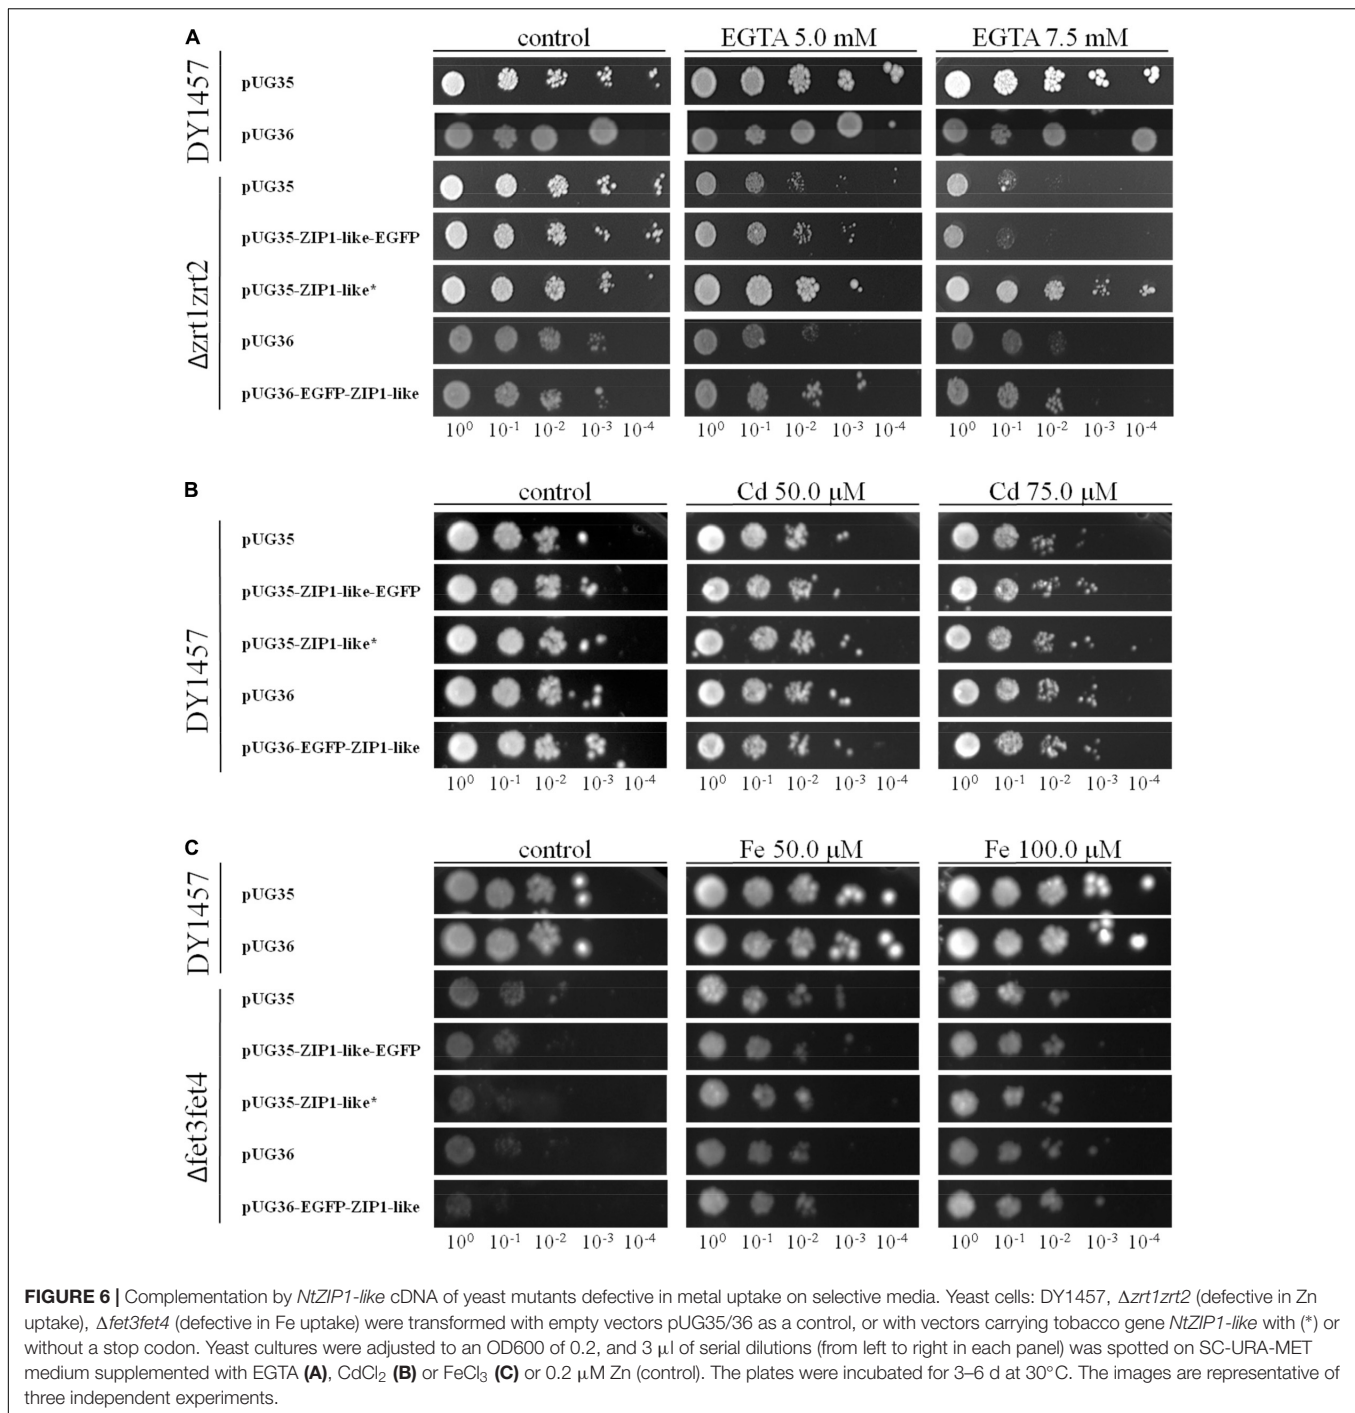 A
control EGTA 5.0 mM EGTA 7.5 mM
DY1457
pUG35
pUG36
Δzrt1zrt2
pUG35
pUG35-ZIP1-like-EGFP
pUG35-ZIP1-like*
pUG36
pUG36-EGFP-ZIP1-like
10⁰ 10⁻¹ 10⁻² 10⁻³ 10⁻⁴ 10⁰ 10⁻¹ 10⁻² 10⁻³ 10⁻⁴ 10⁰ 10⁻¹ 10⁻² 10⁻³ 10⁻⁴
B
control Cd 50.0 μM Cd 75.0 μM
DY1457
pUG35
pUG35-ZIP1-like-EGFP
pUG35-ZIP1-like*
pUG36
pUG36-EGFP-ZIP1-like
10⁰ 10⁻¹ 10⁻² 10⁻³ 10⁻⁴ 10⁰ 10⁻¹ 10⁻² 10⁻³ 10⁻⁴ 10⁰ 10⁻¹ 10⁻² 10⁻³ 10⁻⁴
C
control Fe 50.0 μM Fe 100.0 μM
DY1457
pUG35
pUG36
Δfet3fet4
pUG35
pUG35-ZIP1-like-EGFP
pUG35-ZIP1-like*
pUG36
pUG36-EGFP-ZIP1-like
10⁰ 10⁻¹ 10⁻² 10⁻³ 10⁻⁴ 10⁰ 10⁻¹ 10⁻² 10⁻³ 10⁻⁴ 10⁰ 10⁻¹ 10⁻² 10⁻³ 10⁻⁴
FIGURE 6 | Complementation by NtZIP1-like cDNA of yeast mutants defective in metal uptake on selective media. Yeast cells: DY1457, Δzrt1zrt2 (defective in Zn
uptake), Δfet3fet4 (defective in Fe uptake) were transformed with empty vectors pUG35/36 as a control, or with vectors carrying tobacco gene NtZIP1-like with (*) or
without a stop codon. Yeast cultures were adjusted to an OD600 of 0.2, and 3 μl of serial dilutions (from left to right in each panel) was spotted on SC-URA-MET
medium supplemented with EGTA (A), CdCl₂ (B) or FeCl₃ (C) or 0.2 μM Zn (control). The plates were incubated for 3–6 d at 30°C. The images are representative of
three independent experiments.